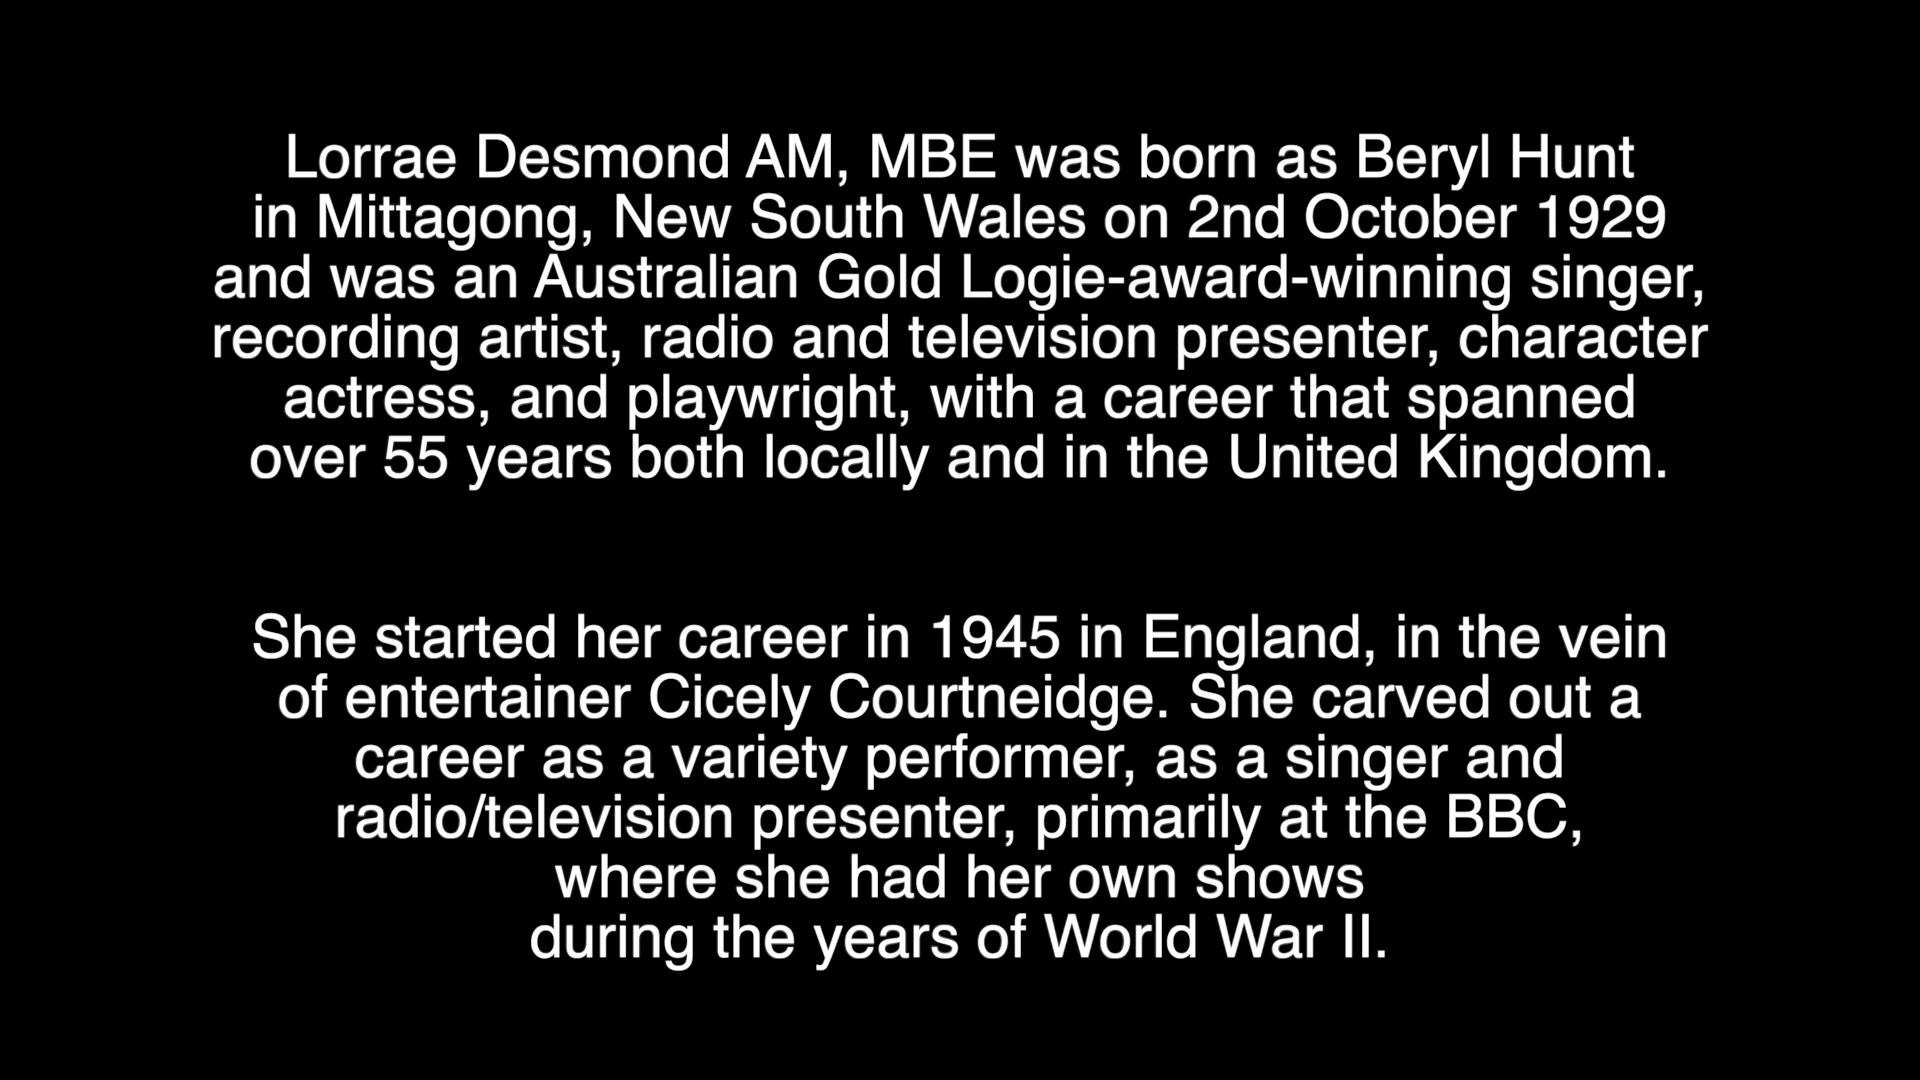 Lorrae Desmond AM, MBE was born as Beryl Hunt
in Mittagong, New South Wales on 2nd October 1929
and was an Australian Gold Logie-award-winning singer,
recording artist, radio and television presenter, character
actress, and playwright, with a career that spanned
over 55 years both locally and in the United Kingdom.
She started her career in 1945 in England, in the vein
of entertainer Cicely Courtneidge. She carved out a
career as a variety performer, as a singer and
radio/television presenter, primarily at the BBC,
where she had her own shows
during the years of World War II.